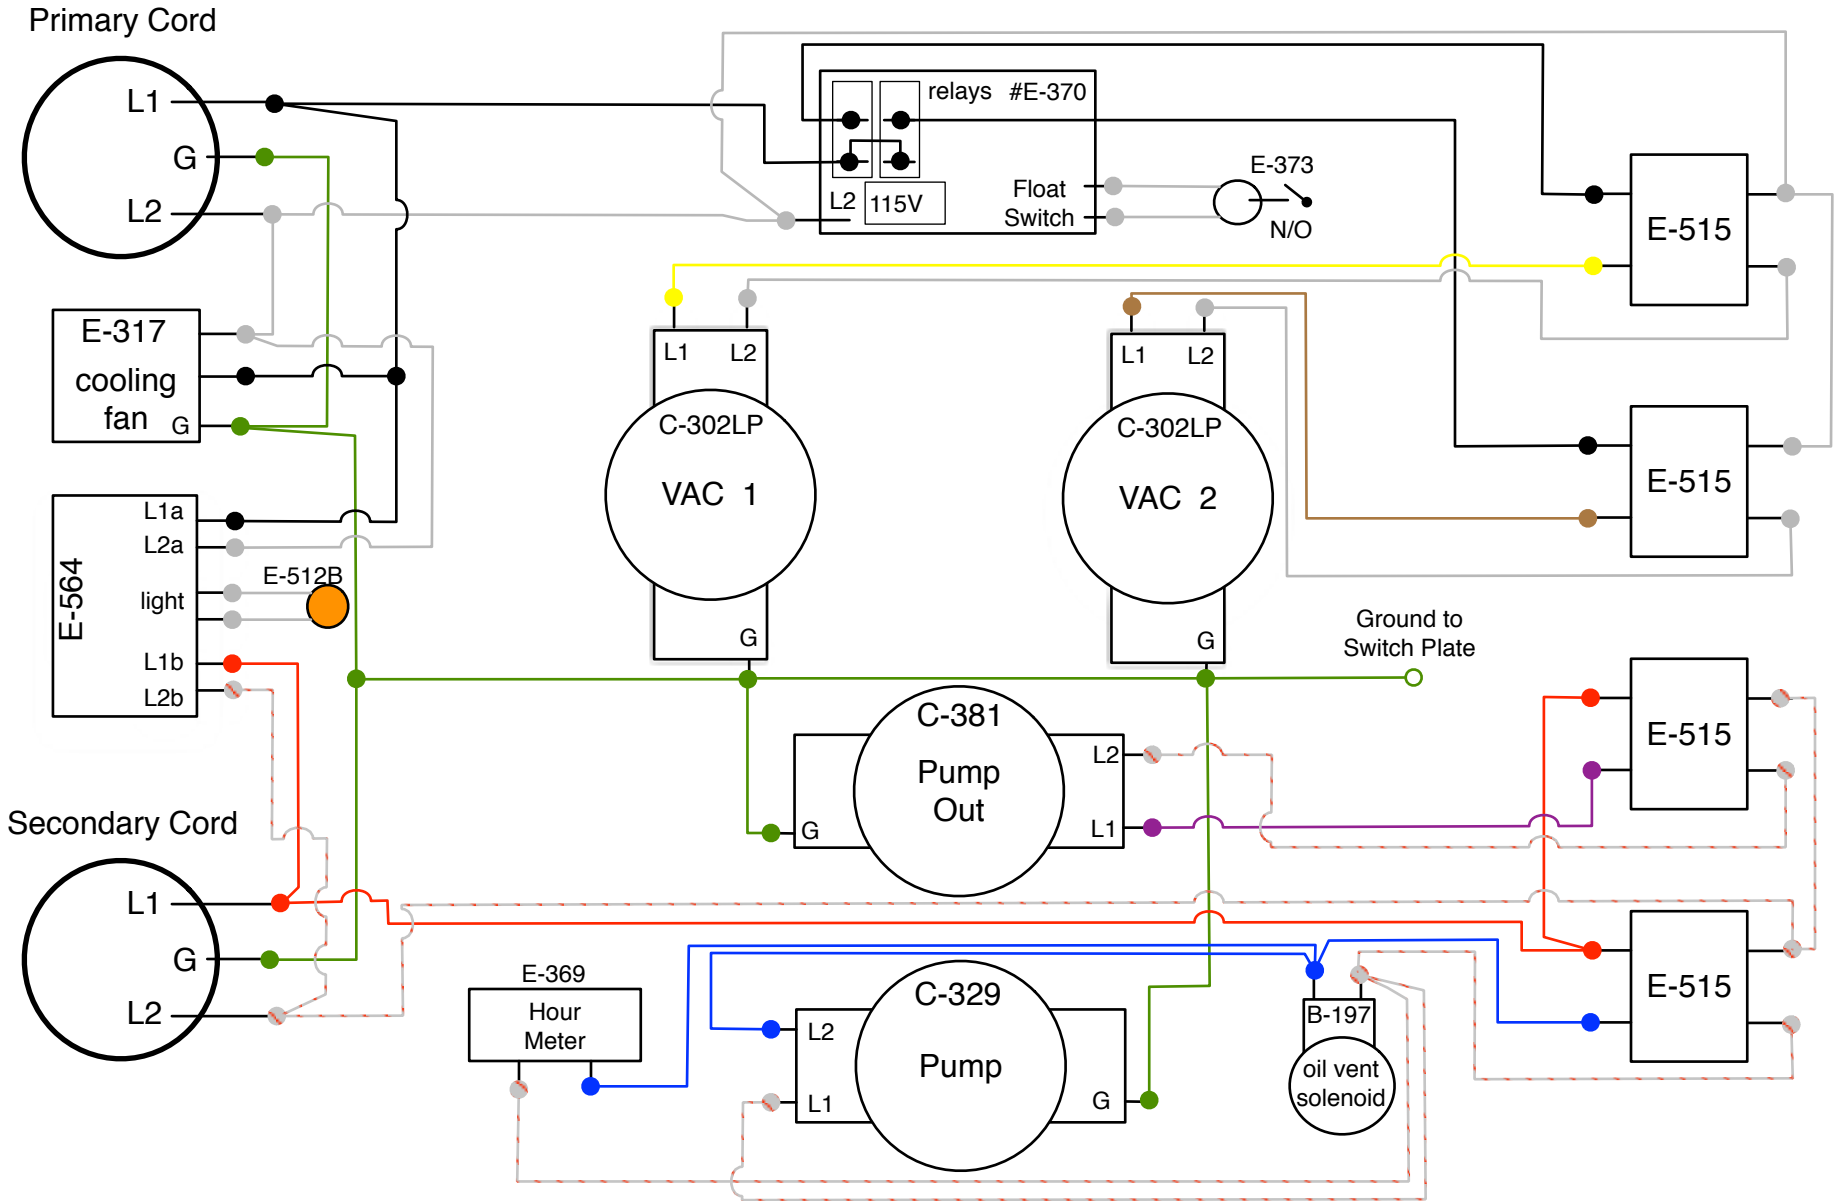 Primary Cord
L1
G
L2
relays #E-370
L2
115V
Float
Switch
E-373
N/O
E-515
E-317
cooling
fan
G
L1
L2
C-302LP
VAC 1
G
L1
L2
C-302LP
VAC 2
G
E-515
E-564
L1a
L2a
light
L1b
L2b
E-512B
Ground to
Switch Plate
C-381
Pump
Out
G
L2
L1
E-515
Secondary Cord
L1
G
L2
E-369
Hour
Meter
C-329
Pump
L2
L1
G
B-197
oil vent
solenoid
E-515